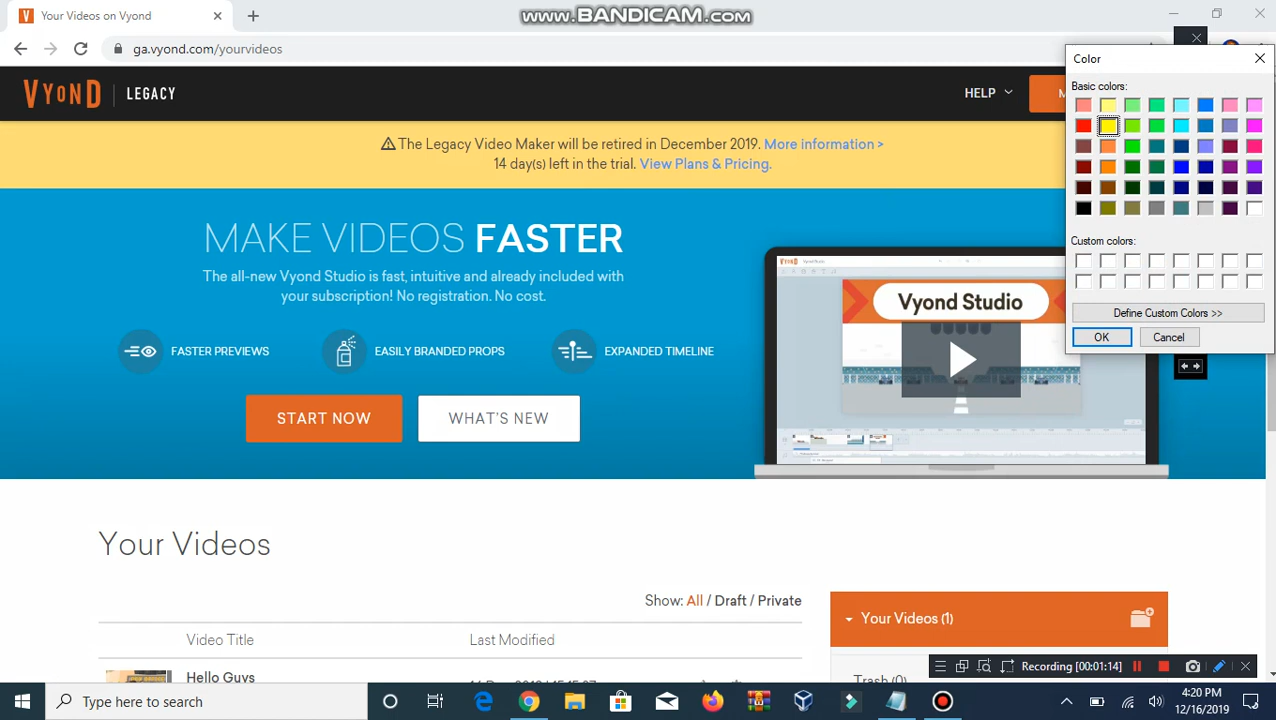 Your Videos on Vyond
www.BANDICAM.com
ga.vyond.com/yourvideos
Color
Basic colors:
Custom colors:
Define Custom Colors >>
OK
Cancel
VYOND
LEGACY
HELP
The Legacy Video Maker will be retired in December 2019. More information >
14 day(s) left in the trial. View Plans & Pricing.
MAKE VIDEOS FASTER
The all-new Vyond Studio is fast, intuitive and already included with
your subscription! No registration. No cost.
FASTER PREVIEWS
EASILY BRANDED PROPS
EXPANDED TIMELINE
START NOW
WHAT'S NEW
Vyond Studio
Your Videos
Show: All / Draft / Private
Video Title
Last Modified
Hello Guys
Your Videos (1)
Trash (0)
Recording [00:01:14]
Type here to search
4:20 PM
12/16/2019